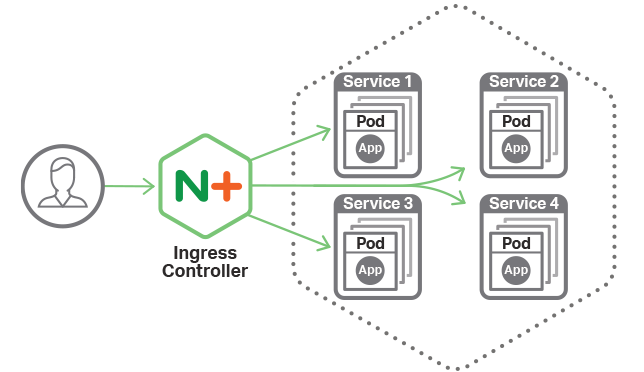 N+
Ingress
Controller
Service 1
Pod
App
Service 2
Pod
App
Service 3
Pod
App
Service 4
Pod
App